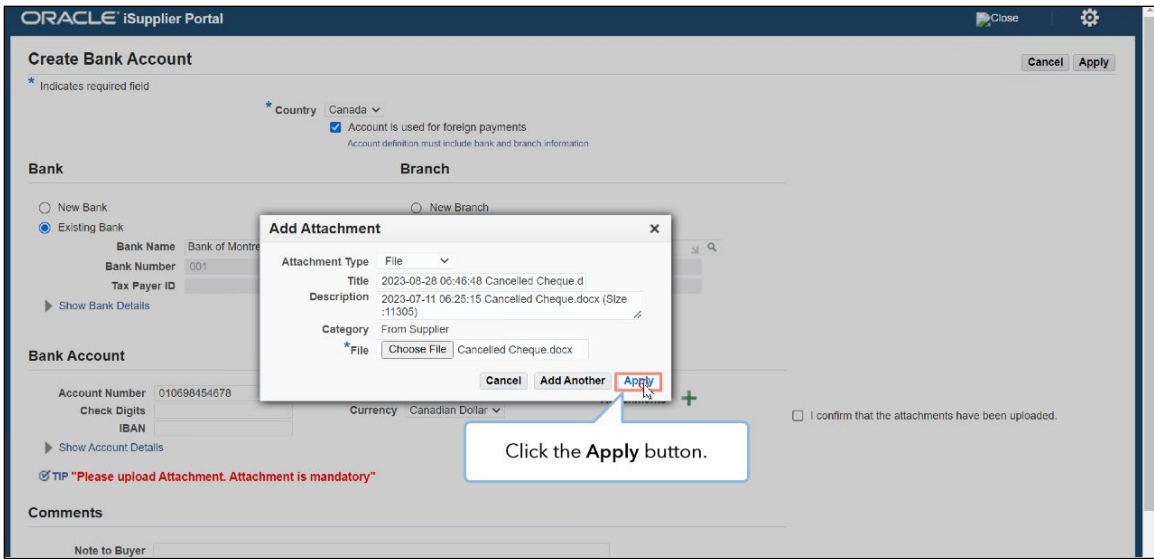 ORACLE iSupplier Portal
Close
Create Bank Account
Cancel Apply
* Indicates required field
* Country Canada
Account is used for foreign payments
Account definition must include bank and branch information
Bank
Branch
New Bank
New Branch
Existing Bank
Bank Name Bank of Montre
Bank Number 001
Tax Payer ID
Show Bank Details
Add Attachment
Attachment Type File
Title 2023-08-28 06:46:48 Cancelled Cheque.d
Description 2023-07-11 06:25:15 Cancelled Cheque.docx (Size
:11305)
Category From Supplier
*File Choose File Cancelled Cheque.docx
Cancel Add Another Apply
Bank Account
Account Number 010698454678
Check Digits
Currency Canadian Dollar
I confirm that the attachments have been uploaded.
IBAN
Show Account Details
Click the Apply button.
TIP "Please upload Attachment. Attachment is mandatory"
Comments
Note to Buyer